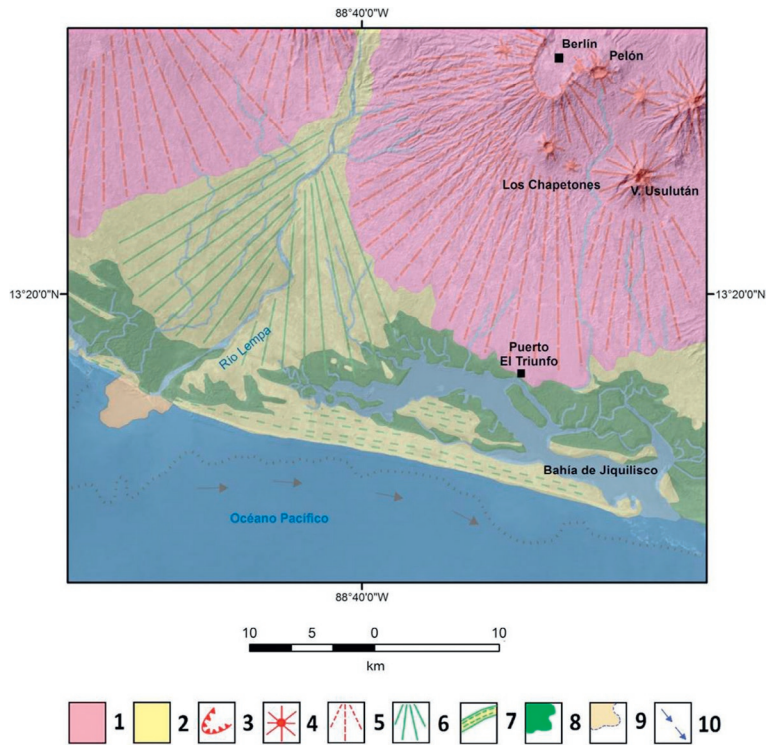 88°40'0"W
Berlín
Pelón
Los Chapetones
V. Usulután
13°20'0"N
13°20'0"N
Río Lempa
Puerto
El Triunfo
Bahía de Jiquilisco
Océano Pacífico
88°40'0"W
10 5 0 10
km
1 2 3 4 5 6 7 8 9 10